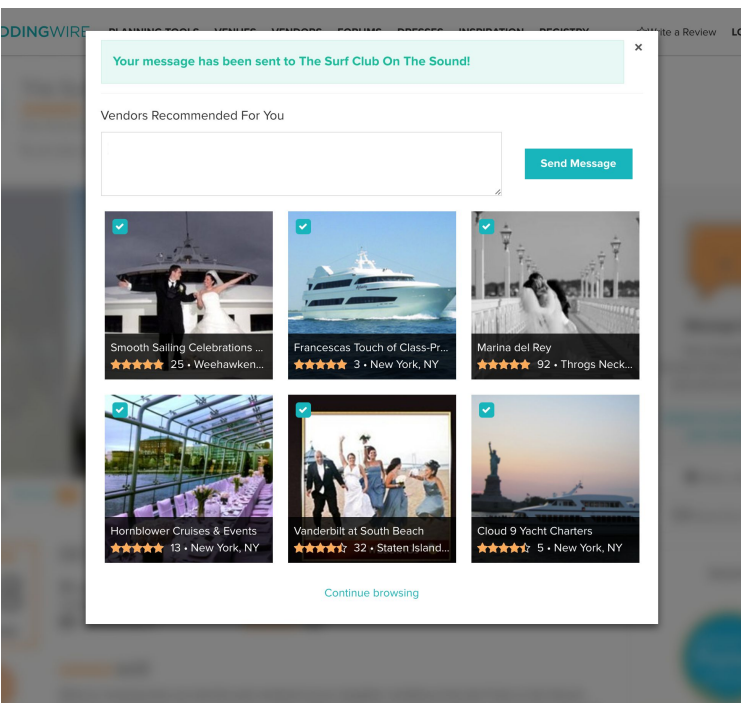 DDINGWIRE PLANNING TOOLS VENUES VENDORS FORUMS DRESSES INSPIRATION REGISTRY Write a Review LO
×
Your message has been sent to The Surf Club On The Sound!
Vendors Recommended For You
Send Message
Smooth Sailing Celebrations ...
25 • Weehawken...
Francescas Touch of Class-Pr...
3 • New York, NY
Marina del Rey
92 • Throgs Neck...
Hornblower Cruises & Events
13 • New York, NY
Vanderbilt at South Beach
32 • Staten Island...
Cloud 9 Yacht Charters
5 • New York, NY
Continue browsing